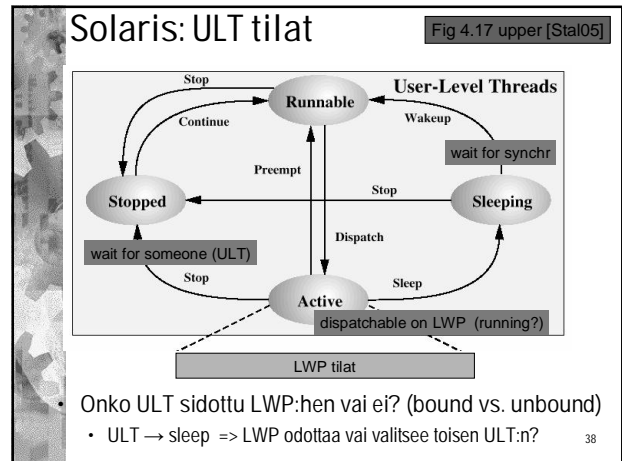 Solaris: ULT tilat
Fig 4.17 upper [Stal05]
User-Level Threads
Stop
Runnable
Continue
Wakeup
wait for synchr
Preempt
Stopped
Stop
Sleeping
wait for someone (ULT)
Dispatch
Stop
Sleep
Active
dispatchable on LWP (running?)
LWP tilat
• Onko ULT sidottu LWP:hen vai ei? (bound vs. unbound)
• ULT → sleep => LWP odottaa vai valitsee toisen ULT:n?
38